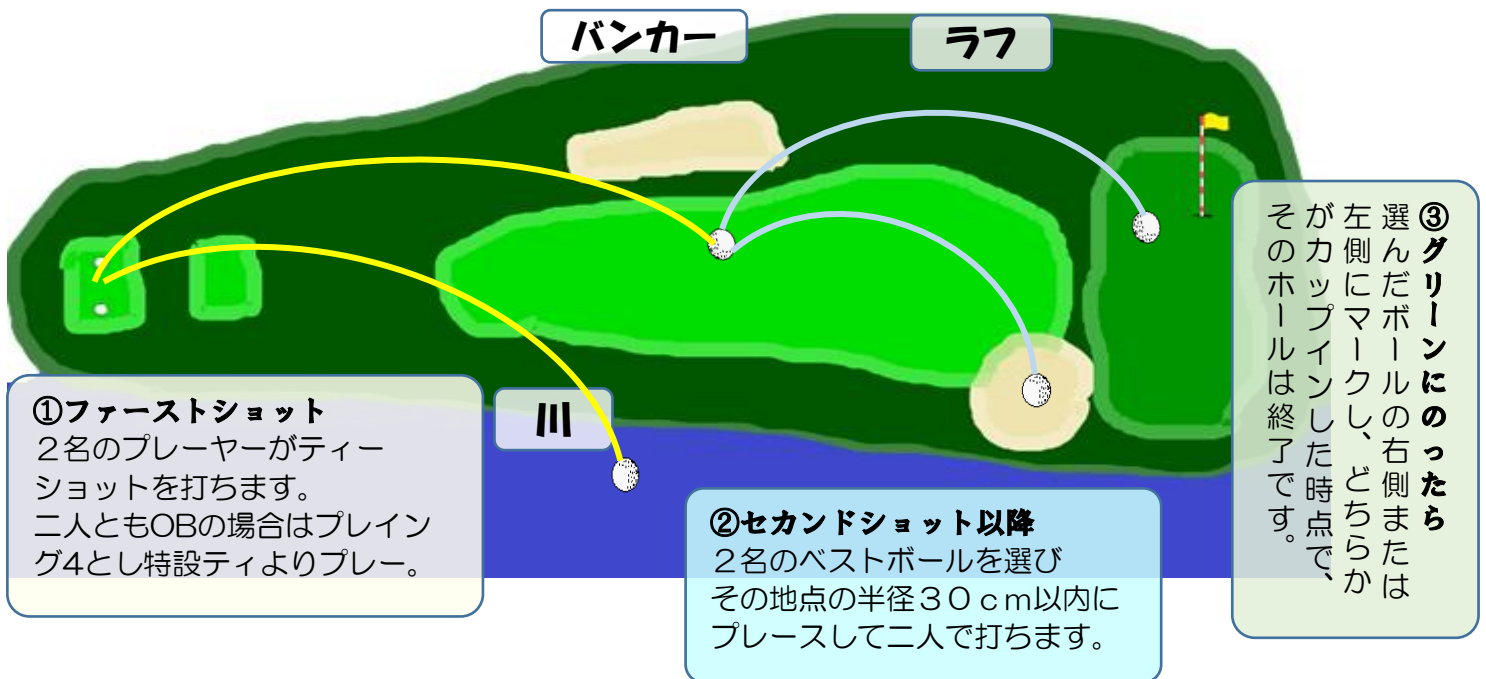 バンカー
ラフ
川
①ファーストショット
２名のプレーヤーがティー
ショットを打ちます。
二人ともOBの場合はプレイン
グ4とし特設ティよりプレー。
②セカンドショット以降
２名のベストボールを選び
その地点の半径３０ｃｍ以内に
プレースして二人で打ちます。
③グリーンにのったら
選んだボールの右側または
左側にマークし、どちらか
がカップインした時点で、
そのホールは終了です。